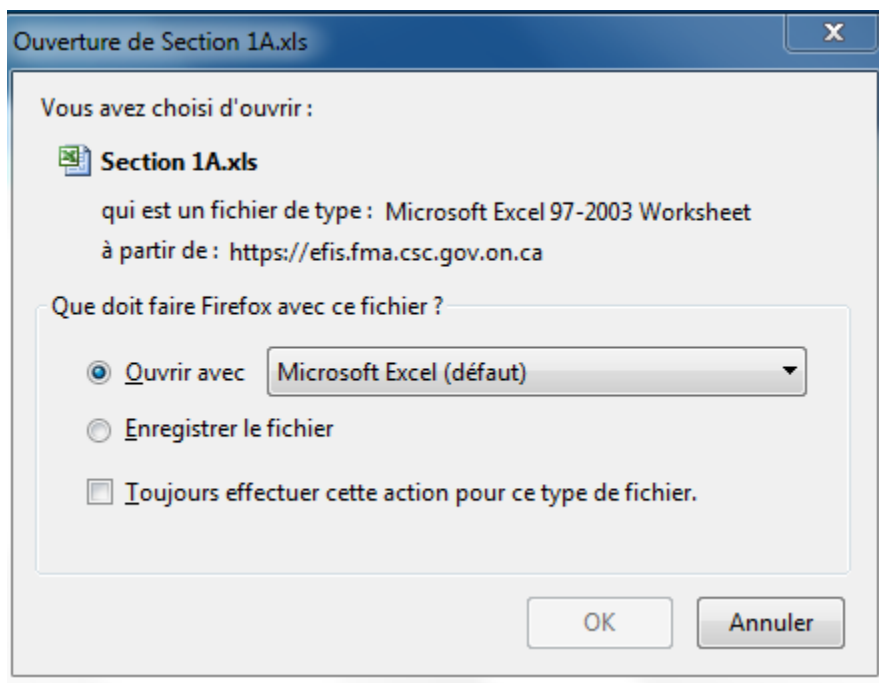 Ouverture de Section 1A.xls
x
Vous avez choisi d'ouvrir :
Section 1A.xls
qui est un fichier de type : Microsoft Excel 97-2003 Worksheet
à partir de : https://efis.fma.csc.gov.on.ca
Que doit faire Firefox avec ce fichier ?
Ouvrir avec Microsoft Excel (défaut)
Enregistrer le fichier
Toujours effectuer cette action pour ce type de fichier.
OK Annuler